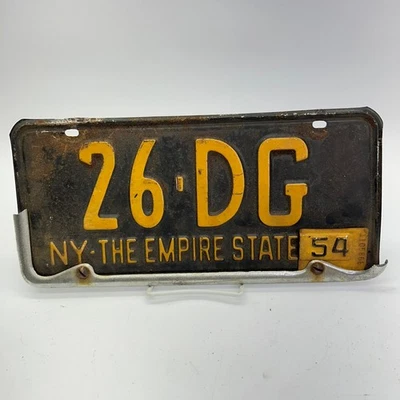 26-DG
NY·THE EMPIRE STATE 54